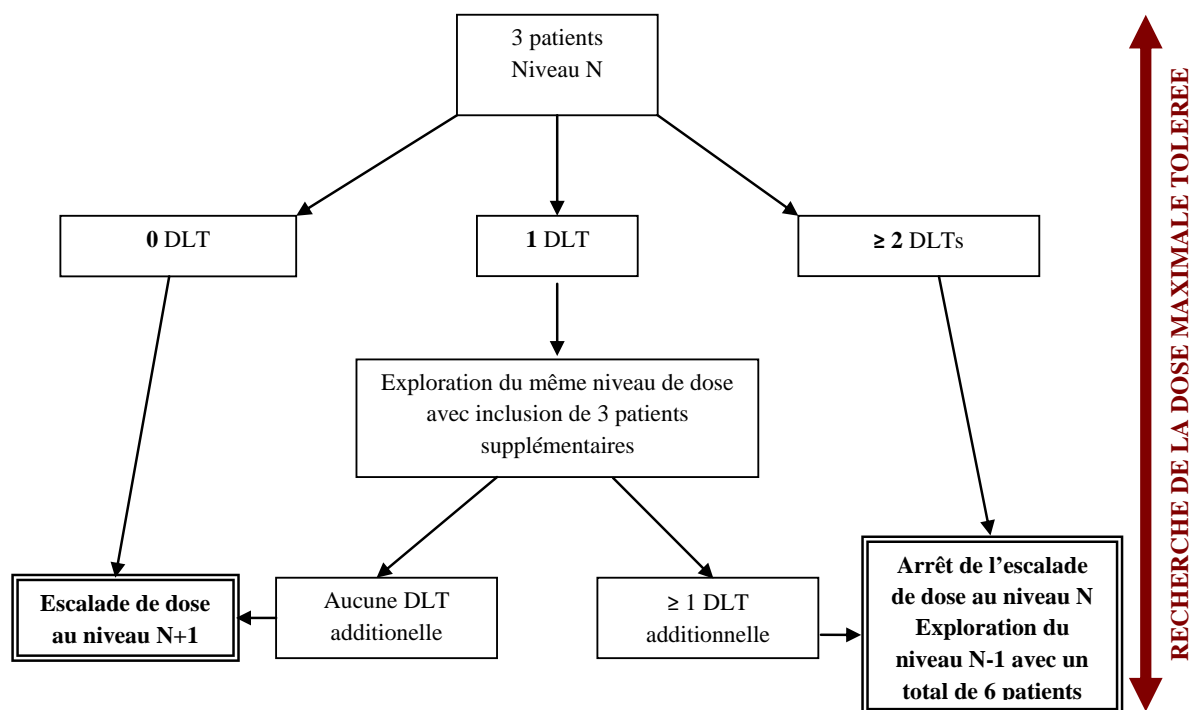 3 patients
Niveau N
0 DLT
1 DLT
≥ 2 DLTs
Exploration du même niveau de dose
avec inclusion de 3 patients
supplémentaires
Escalade de dose
au niveau N+1
Aucune DLT
additionelle
≥ 1 DLT
additionnelle
Arrêt de l'escalade
de dose au niveau N
Exploration du
niveau N-1 avec un
total de 6 patients
RECHERCHE DE LA DOSE MAXIMALE TOLEREE